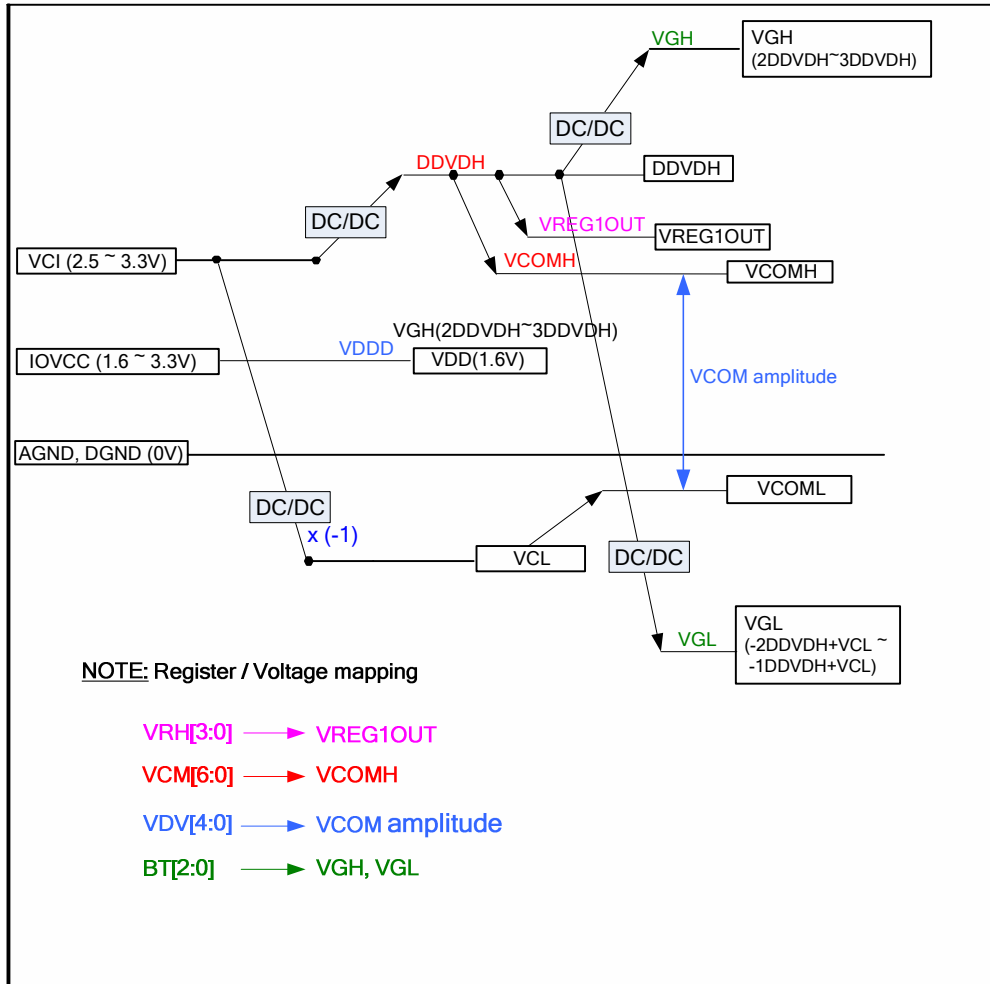 VGH
VGH
(2DDVDH~3DDVDH)
DC/DC
DDVDH
DDVDH
DC/DC
VREG1OUT
VREG1OUT
VCI (2.5 ~ 3.3V)
VCOMH
VCOMH
VGH(2DDVDH~3DDVDH)
IOVCC (1.6 ~ 3.3V)
VDDD
VDD(1.6V)
VCOM amplitude
AGND, DGND (0V)
VCOML
DC/DC
x (-1)
VCL
DC/DC
VGL
VGL
(-2DDVDH+VCL ~
-1DDVDH+VCL)
NOTE: Register / Voltage mapping
VRH[3:0] VREG1OUT
VCM[6:0] VCOMH
VDV[4:0] VCOM amplitude
BT[2:0] VGH, VGL